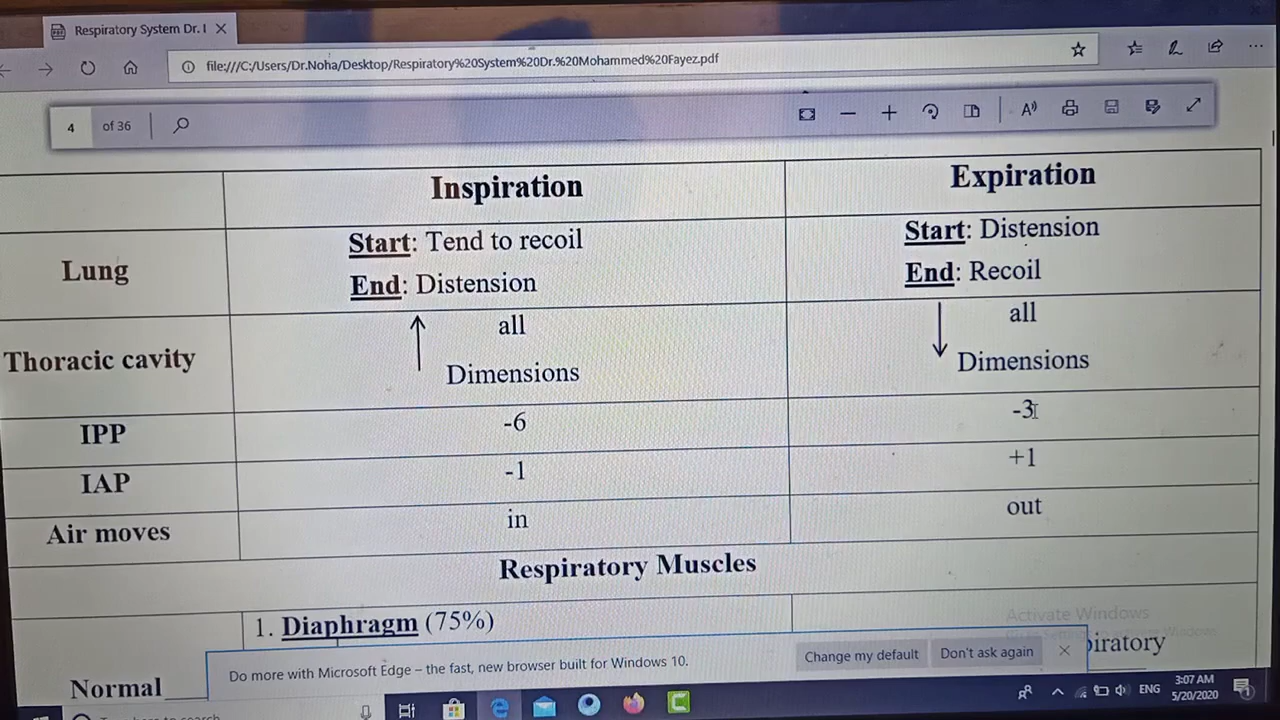 Respiratory System Dr. I
file:///C:/Users/Dr.Noha/Desktop/Respiratory%20System%20Dr.%20Mohammed%20Fayez.pdf
4 of 36
Inspiration Expiration
Lung
Start: Tend to recoil
End: Distension
Start: Distension
End: Recoil
Thoracic cavity
all
Dimensions
all
Dimensions
IPP -6 -3
IAP -1 +1
Air moves in out
Respiratory Muscles
Normal
1. Diaphragm (75%)
piratory
Activate Windows
Do more with Microsoft Edge – the fast, new browser built for Windows 10.
Change my default
Don't ask again
ENG
3:07 AM
5/20/2020
1